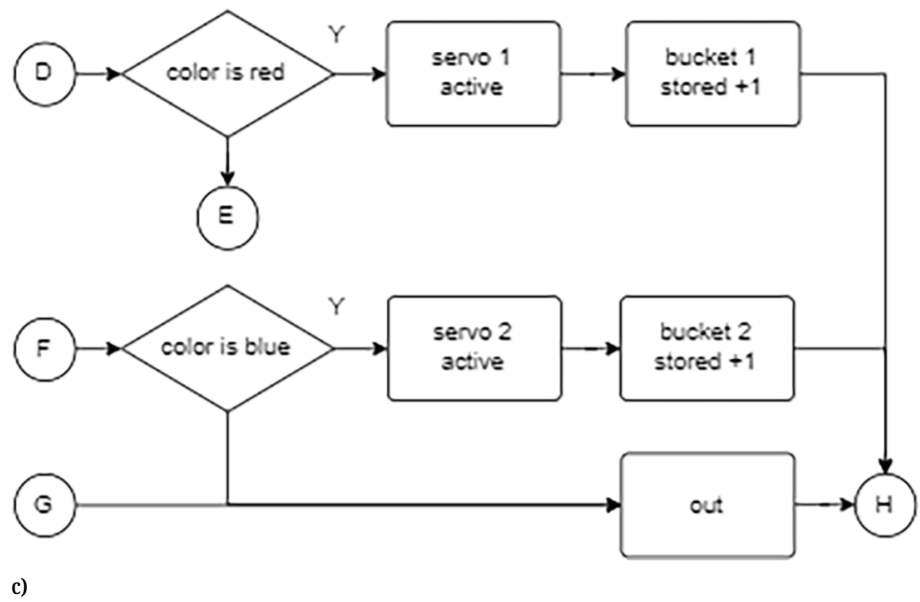 D
color is red
Y
servo 1
active
bucket 1
stored +1
E
F
color is blue
Y
servo 2
active
bucket 2
stored +1
G
out
H
c)